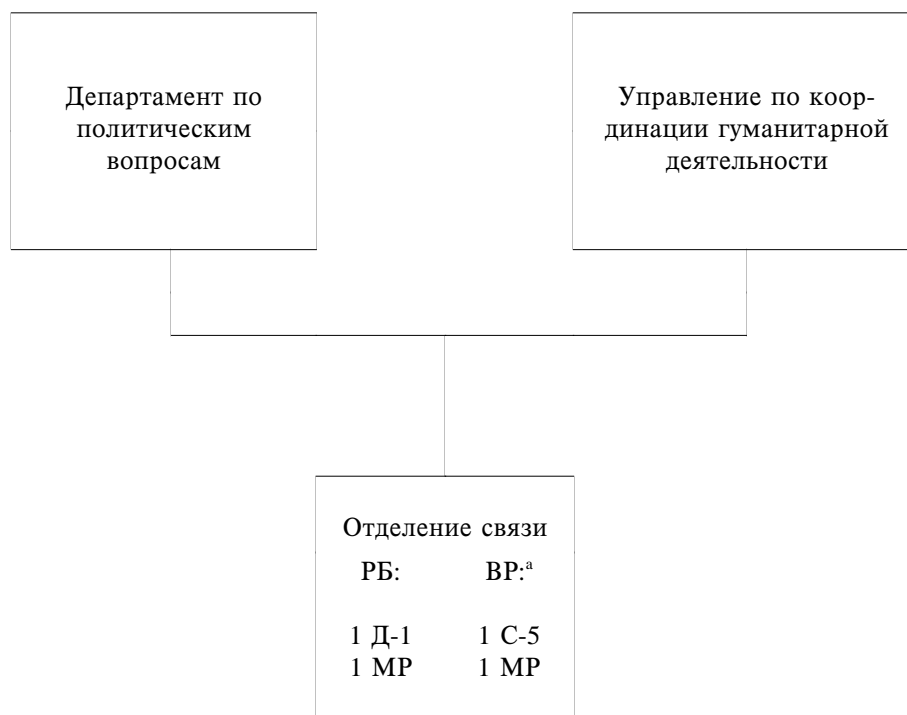 Департамент по
политическим
вопросам
Управление по коор-
динации гуманитарной
деятельности
Отделение связи
РБ: ВР:ª
1 Д-1 1 С-5
1 МР 1 МР